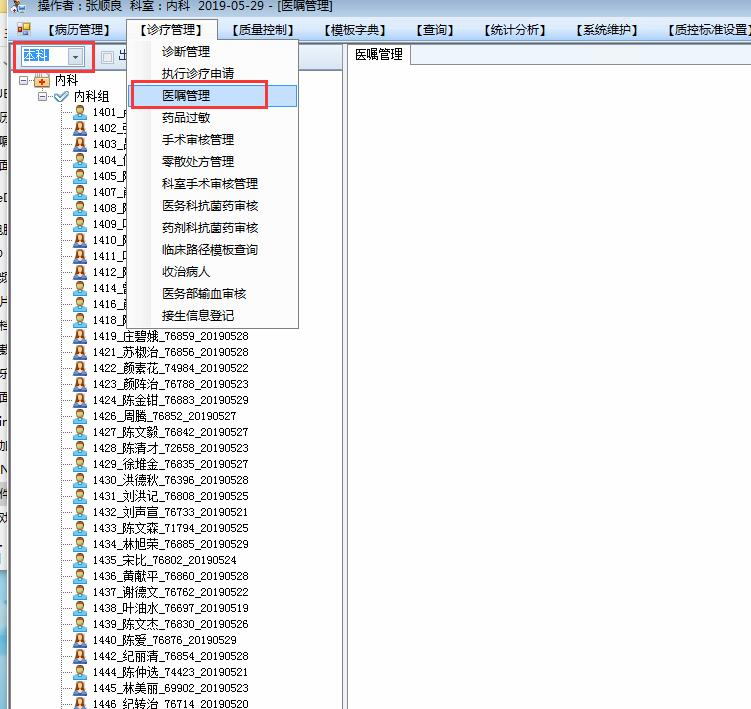 操作者：张顺良 科室：内科 2019-05-29 - [医嘱管理]
【病历管理】 【诊疗管理】 【质量控制】 【模板字典】 【查询】 【统计分析】 【系统维护】 【质控标准设置】
本科
医嘱管理
诊断管理
执行诊疗申请
医嘱管理
药品过敏
手术审核管理
零散处方管理
科室手术审核管理
医务科抗菌药审核
药剂科抗菌药审核
临床路径模板查询
收治病人
医务部输血审核
接生信息登记
内科
内科组
1401_
1402_
1403_
1404_
1405_
1407_
1408_
1409_
1410_
1411_
1412_
1414_
1416_
1418_
1419_庄碧娥_76859_20190528
1421_苏椒治_76856_20190528
1422_颜素花_74984_20190522
1423_颜阵治_76788_20190523
1424_陈金钳_76883_20190529
1426_周腾_76852_20190527
1427_陈文毅_76842_20190527
1428_陈清才_72658_20190523
1429_徐堆金_76835_20190527
1430_洪德秋_76396_20190528
1431_刘洪记_76808_20190525
1432_刘声宣_76733_20190521
1433_陈文森_71794_20190525
1434_林旭荣_76885_20190529
1435_宋比_76802_20190524
1436_黄献平_76860_20190528
1437_谢德文_76762_20190522
1438_叶油水_76697_20190519
1439_陈文杰_76830_20190526
1440_陈爱_76876_20190529
1442_纪丽清_76854_20190528
1444_陈仲选_74423_20190521
1445_林美丽_69902_20190523
1446_纪转治_76714_20190520